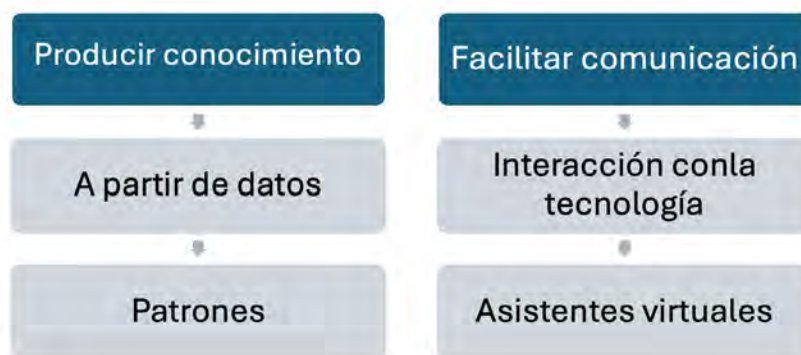 Producir conocimiento
A partir de datos
Patrones
Facilitar comunicación
Interacción conla
tecnología
Asistentes virtuales